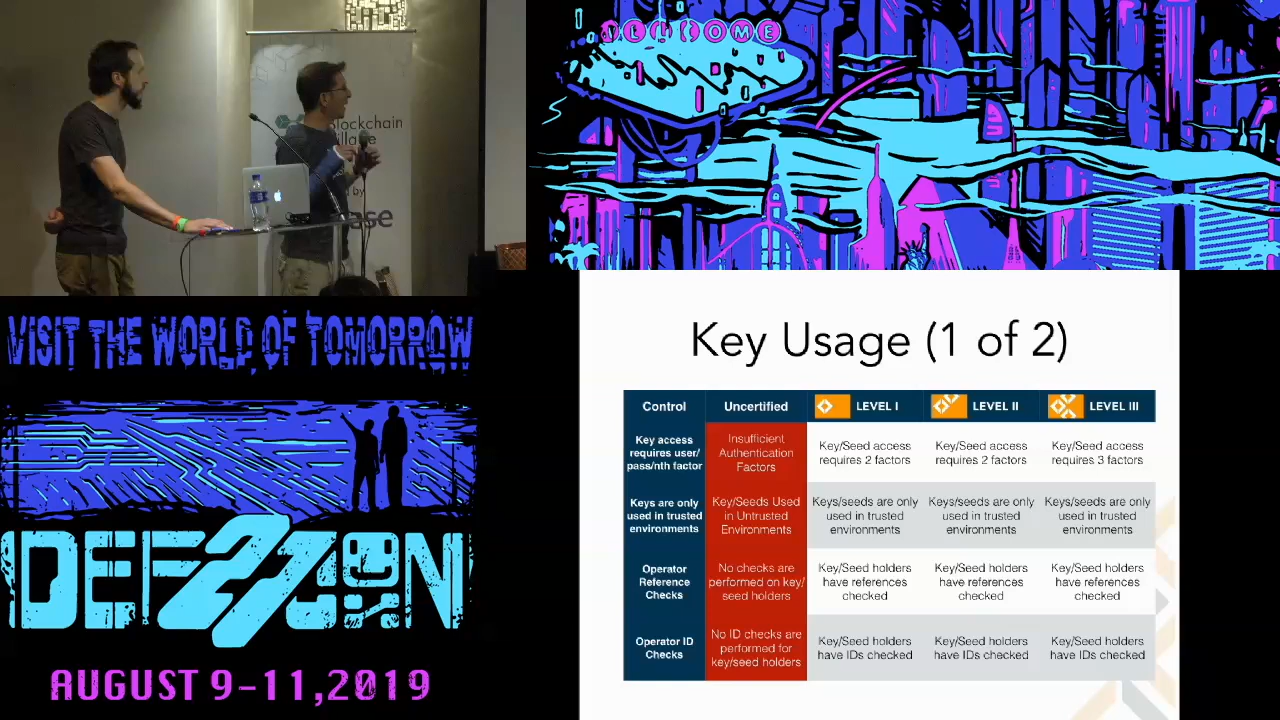 WELCOME
Blockchain
Village
by
ase
VISIT THE WORLD OF TOMORROW
DEF CON
27
AUGUST 9-11,2019
Key Usage (1 of 2)
Control Uncertified LEVEL I LEVEL II LEVEL III
Key access
requires user/
pass/nth factor
Insufficient
Authentication
Factors
Key/Seed access
requires 2 factors
Key/Seed access
requires 2 factors
Key/Seed access
requires 3 factors
Keys are only
used in trusted
environments
Key/Seeds Used
in Untrusted
Environments
Keys/seeds are only
used in trusted
environments
Keys/seeds are only
used in trusted
environments
Keys/seeds are only
used in trusted
environments
Operator
Reference
Checks
No checks are
performed on key/
seed holders
Key/Seed holders
have references
checked
Key/Seed holders
have references
checked
Key/Seed holders
have references
checked
Operator ID
Checks
No ID checks are
performed for
key/seed holders
Key/Seed holders
have IDs checked
Key/Seed holders
have IDs checked
Key/Seed holders
have IDs checked